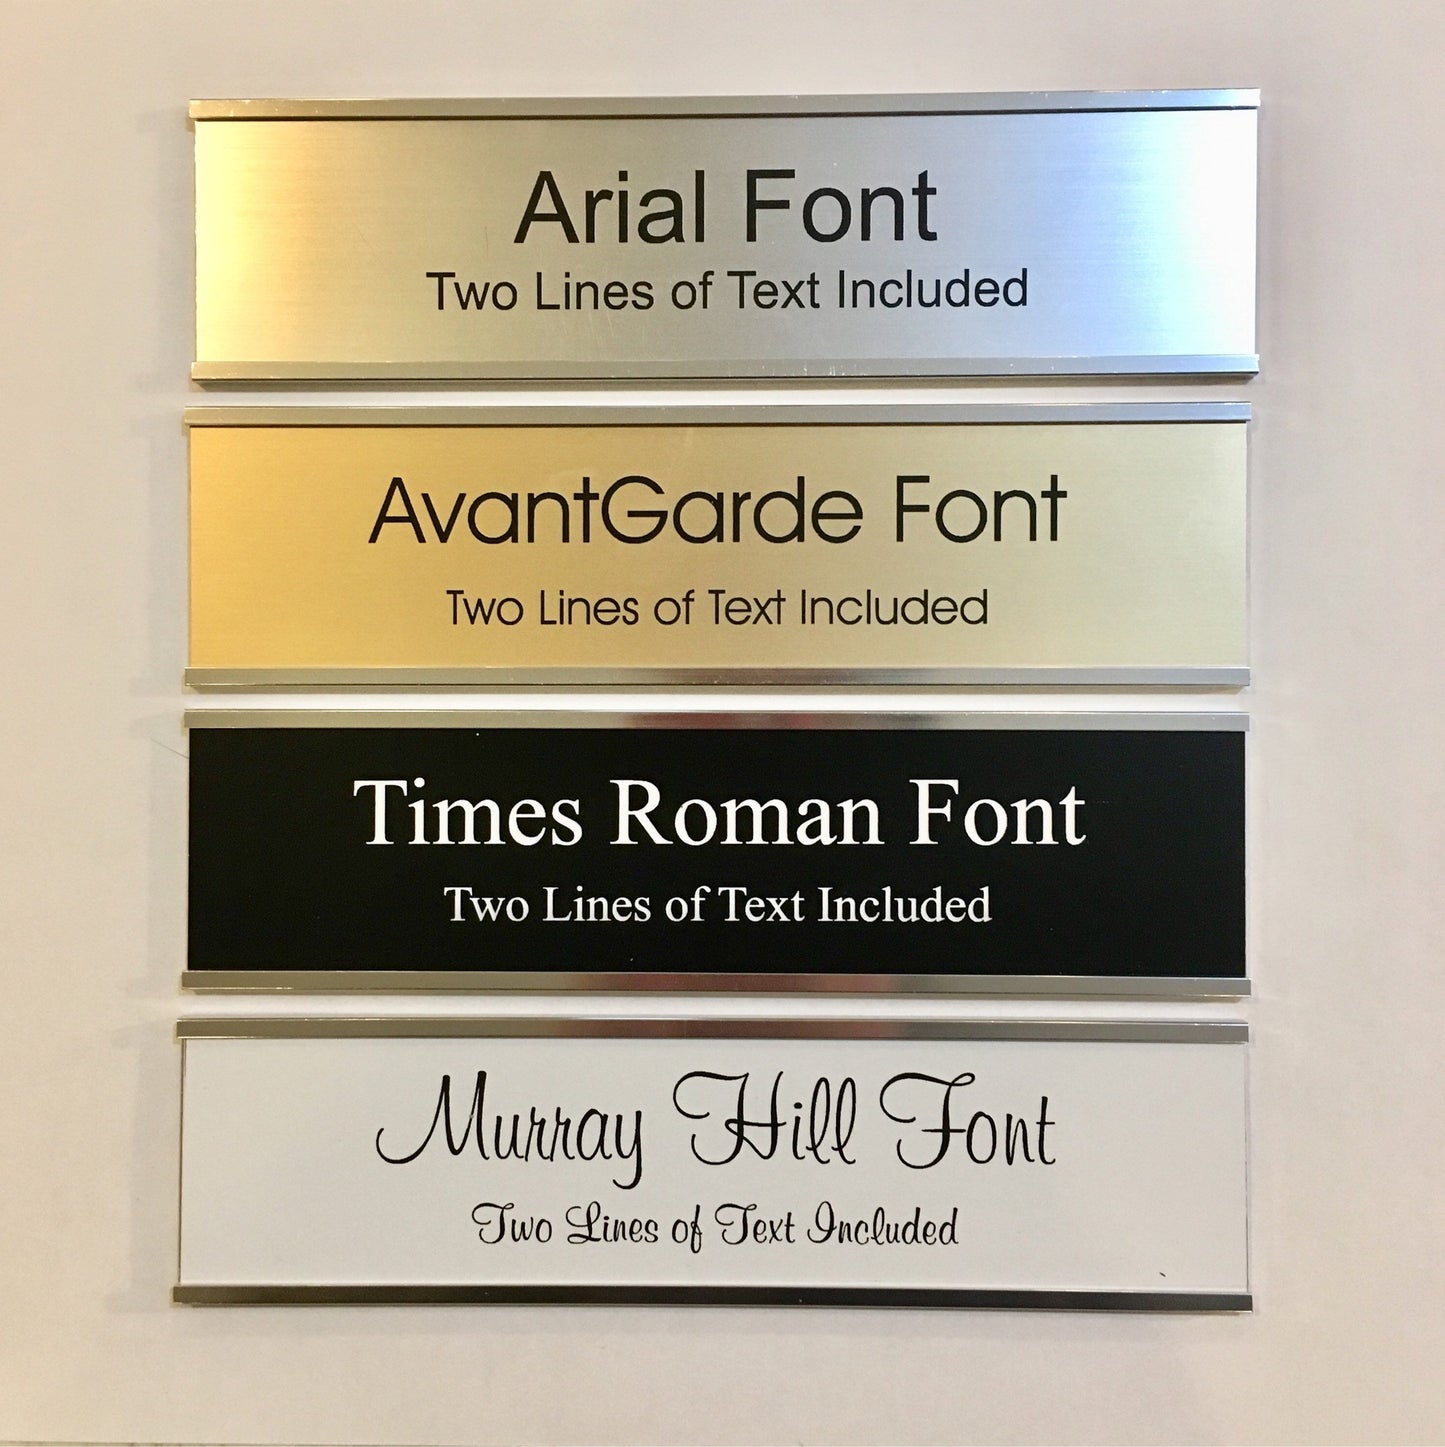 Arial Font
Two Lines of Text Included
AvantGarde Font
Two Lines of Text Included
Times Roman Font
Two Lines of Text Included
Murray Hill Font
Two Lines of Text Included